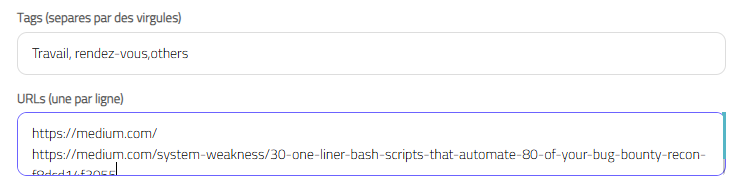 Tags (separes par des virgules)
Travail, rendez-vous,others
URLs (une par ligne)
https://medium.com/
https://medium.com/system-weakness/30-one-liner-bash-scripts-that-automate-80-of-your-bug-bounty-recon-